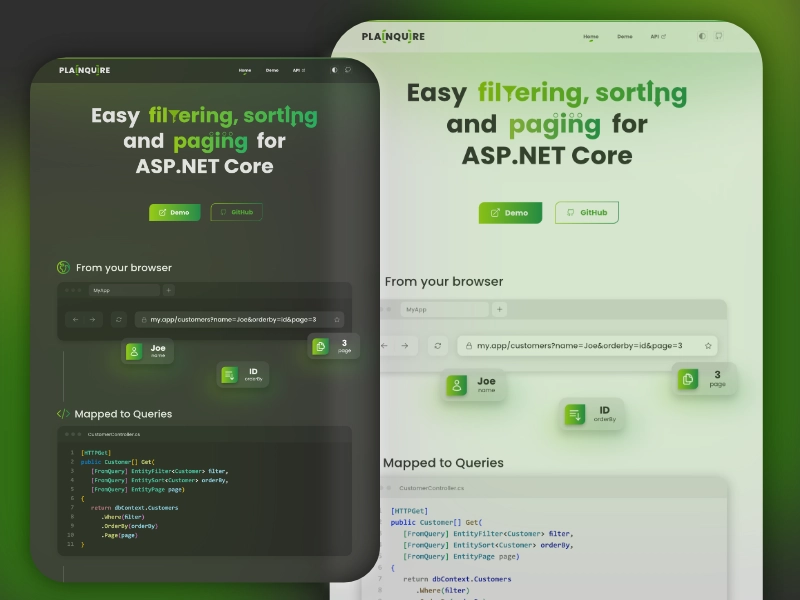 PLAINQUIRE
Home Demo API
Easy filtering, sorting
and paging for
ASP.NET Core
Demo GitHub
From your browser
MyApp +
my.app/customers?name=Joe&orderby=id&page=3
Joe
name
ID
orderBy
3
page
</> Mapped to Queries
CustomerController.cs
1 [HTTPGet]
2 public Customer[] Get(
3 [FromQuery] EntityFilter<Customer> filter,
4 [FromQuery] EntitySort<Customer> orderBy,
5 [FromQuery] EntityPage page)
6 {
7 return dbContext.Customers
8 .Where(filter)
9 .OrderBy(orderBy)
10 .Page(page)
11 }
PLAINQUIRE
Home Demo API
Easy filtering, sorting
and paging for
ASP.NET Core
Demo GitHub
From your browser
MyApp +
my.app/customers?name=Joe&orderby=id&page=3
Joe
name
ID
orderBy
3
page
Mapped to Queries
CustomerController.cs
[HTTPGet]
public Customer[] Get(
[FromQuery] EntityFilter<Customer> filter,
[FromQuery] EntitySort<Customer> orderBy,
[FromQuery] EntityPage page)
{
return dbContext.Customers
.Where(filter)